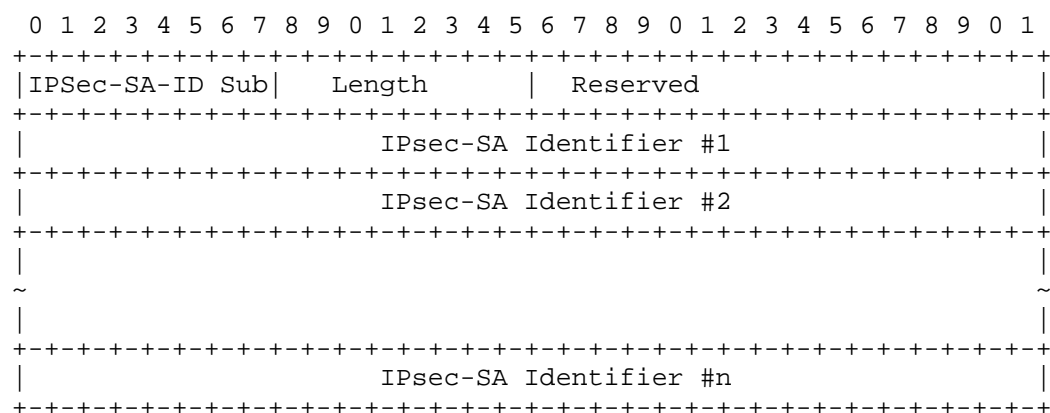 0 1 2 3 4 5 6 7 8 9 0 1 2 3 4 5 6 7 8 9 0 1 2 3 4 5 6 7 8 9 0 1
+-+-+-+-+-+-+-+-+-+-+-+-+-+-+-+-+-+-+-+-+-+-+-+-+-+-+-+-+-+-+-+-+
|IPSec-SA-ID Sub|   Length      |  Reserved                     |
+-+-+-+-+-+-+-+-+-+-+-+-+-+-+-+-+-+-+-+-+-+-+-+-+-+-+-+-+-+-+-+-+
|                      IPsec-SA Identifier #1                   |
+-+-+-+-+-+-+-+-+-+-+-+-+-+-+-+-+-+-+-+-+-+-+-+-+-+-+-+-+-+-+-+-+
|                      IPsec-SA Identifier #2                   |
+-+-+-+-+-+-+-+-+-+-+-+-+-+-+-+-+-+-+-+-+-+-+-+-+-+-+-+-+-+-+-+-+
|                                                               |
~                                                               ~
|                                                               |
+-+-+-+-+-+-+-+-+-+-+-+-+-+-+-+-+-+-+-+-+-+-+-+-+-+-+-+-+-+-+-+-+
|                      IPsec-SA Identifier #n                   |
+-+-+-+-+-+-+-+-+-+-+-+-+-+-+-+-+-+-+-+-+-+-+-+-+-+-+-+-+-+-+-+-+